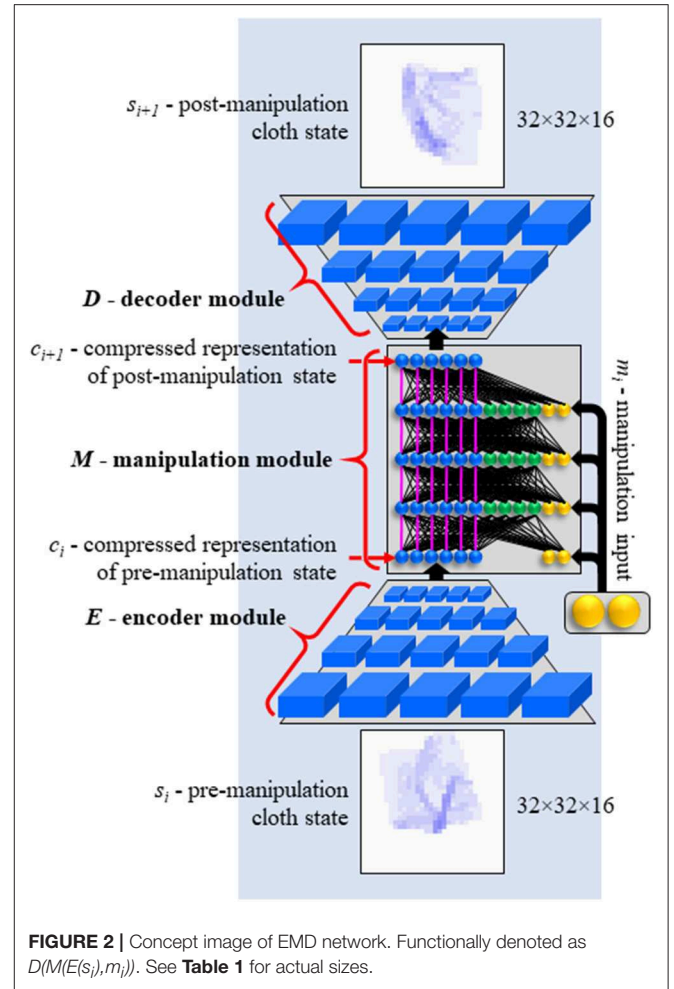 s_{i+1} - post-manipulation
cloth state
32×32×16
D - decoder module
c_{i+1} - compressed representation
of post-manipulation state
M - manipulation module
m_i - manipulation input
c_i - compressed representation
of pre-manipulation state
E - encoder module
s_i - pre-manipulation
cloth state
32×32×16
FIGURE 2 | Concept image of EMD network. Functionally denoted as
D(M(E(s_i),m_i)). See Table 1 for actual sizes.